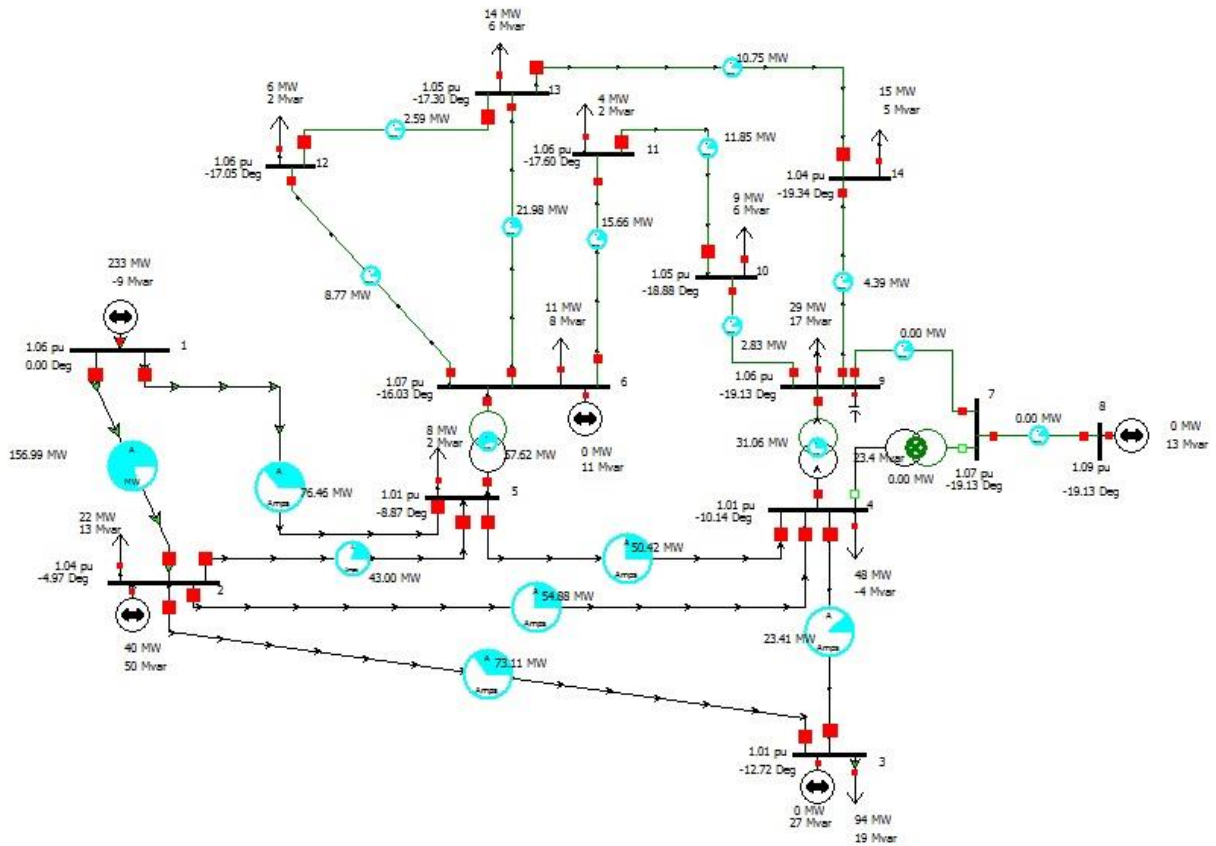 14 MW
6 Mvar
10.75 MW
1.05 pu
-17.30 Deg
13
6 MW
2 Mvar
2.59 MW
4 MW
2 Mvar
15 MW
5 Mvar
11.85 MW
1.06 pu
-17.05 Deg
12
1.06 pu
-17.60 Deg
11
1.04 pu
-19.34 Deg
14
9 MW
6 Mvar
21.98 MW
15.66 MW
1.05 pu
-18.88 Deg
10
233 MW
-9 Mvar
8.77 MW
4.39 MW
11 MW
8 Mvar
29 MW
17 Mvar
2.83 MW
0.00 MW
1.06 pu
0.00 Deg
1
1.07 pu
-16.03 Deg
6
1.06 pu
-19.13 Deg
9
7
8
0 MW
13 Mvar
0.00 MW
8 MW
2 Mvar
57.62 MW
0 MW
11 Mvar
31.06 MW
23.4 Mvar
0.00 MW
1.07 pu
-19.13 Deg
1.09 pu
-19.13 Deg
156.99 MW
A
MW
A
76.46 MW
Amps
1.01 pu
-8.87 Deg
5
1.01 pu
-10.14 Deg
4
22 MW
13 Mvar
43.00 MW
A
50.42 MW
Amps
1.04 pu
-4.97 Deg
2
A
54.88 MW
Amps
48 MW
-4 Mvar
40 MW
50 Mvar
A
73.11 MW
Amps
A
23.41 MW
Amps
1.01 pu
-12.72 Deg
3
0 MW
27 Mvar
94 MW
19 Mvar